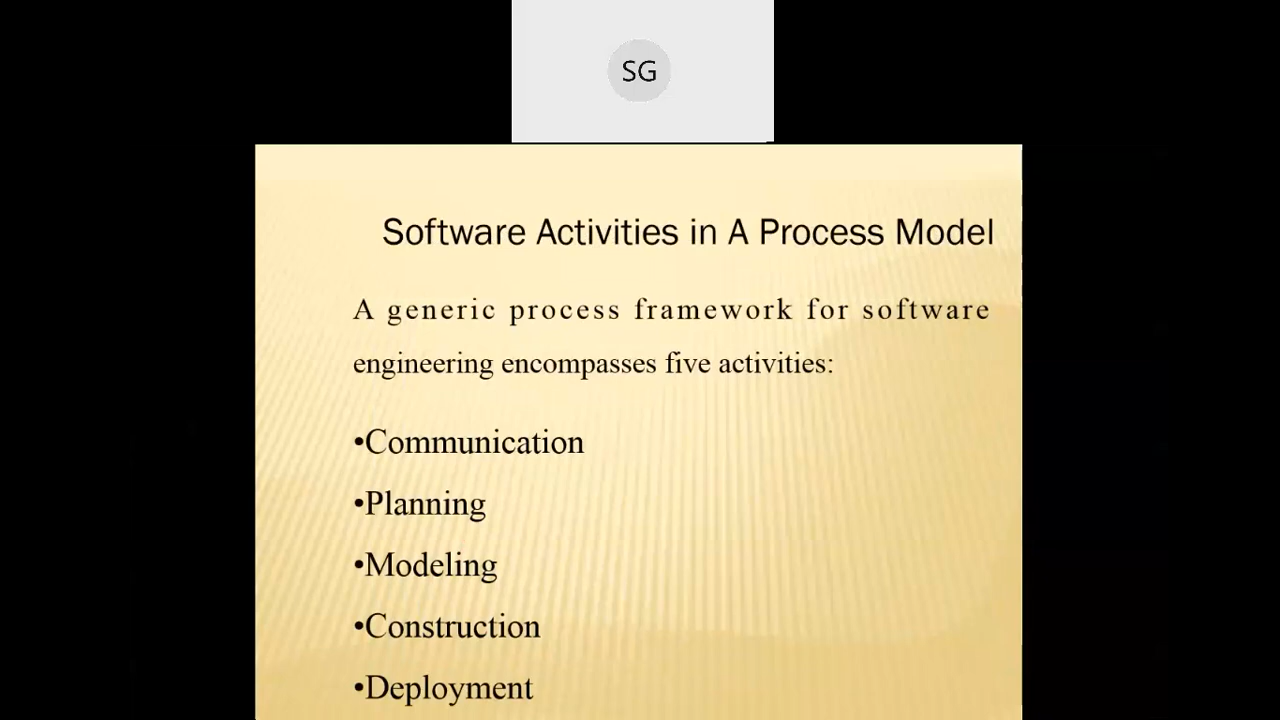 SG
Software Activities in A Process Model
A generic process framework for software
engineering encompasses five activities:
•Communication
•Planning
•Modeling
•Construction
•Deployment